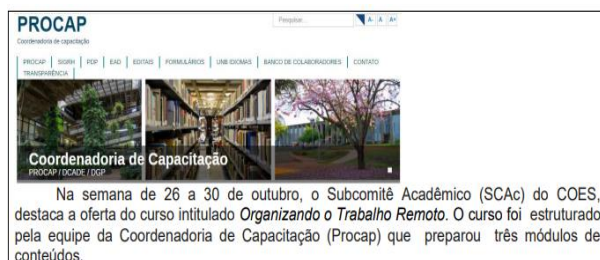 PROCAP
Coordenadoria de capacitação
Pesquise...
A- A A+
PROCAP SIGRH PDP EAD EDITAIS FORMULÁRIOS UNB IDIOMAS BANCO DE COLABORADORES CONTATO
TRANSPARÊNCIA
Coordenadoria de Capacitação
PROCAP / DCADE / DGP
Na semana de 26 a 30 de outubro, o Subcomitê Acadêmico (SCAc) do COES,
destaca a oferta do curso intitulado Organizando o Trabalho Remoto. O curso foi estruturado
pela equipe da Coordenadoria de Capacitação (Procap) que preparou três módulos de
conteúdos.